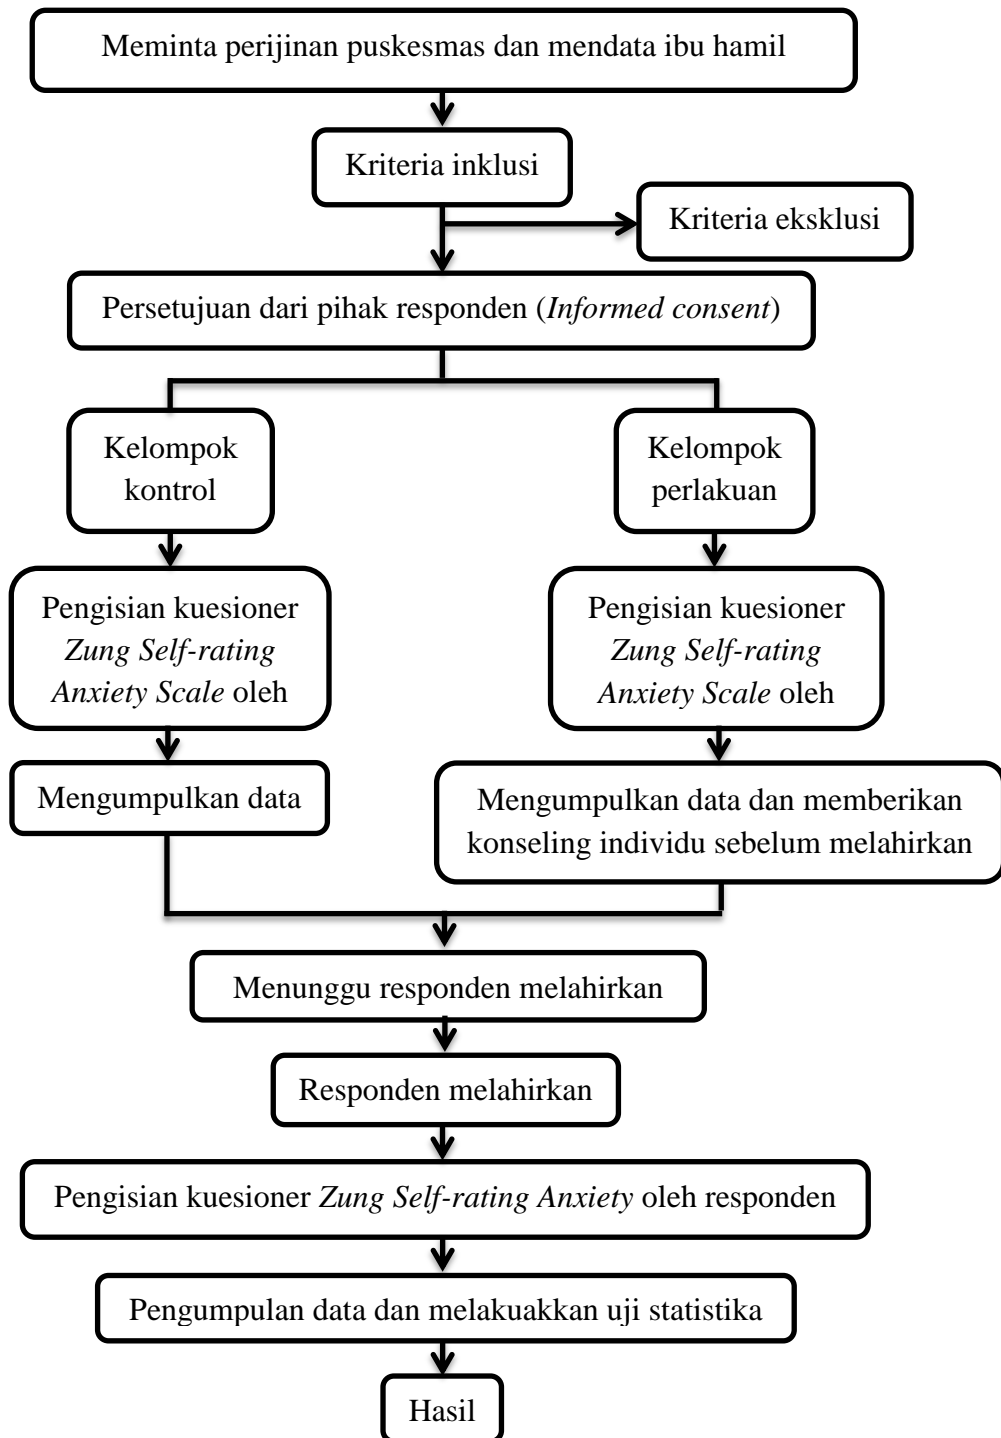 Meminta perijinan puskesmas dan mendata ibu hamil
Kriteria inklusi
Kriteria eksklusi
Persetujuan dari pihak responden (Informed consent)
Kelompok
kontrol
Kelompok
perlakuan
Pengisian kuesioner
Zung Self-rating
Anxiety Scale oleh
Pengisian kuesioner
Zung Self-rating
Anxiety Scale oleh
Mengumpulkan data
Mengumpulkan data dan memberikan
konseling individu sebelum melahirkan
Menunggu responden melahirkan
Responden melahirkan
Pengisian kuesioner Zung Self-rating Anxiety oleh responden
Pengumpulan data dan melakuakkan uji statistika
Hasil